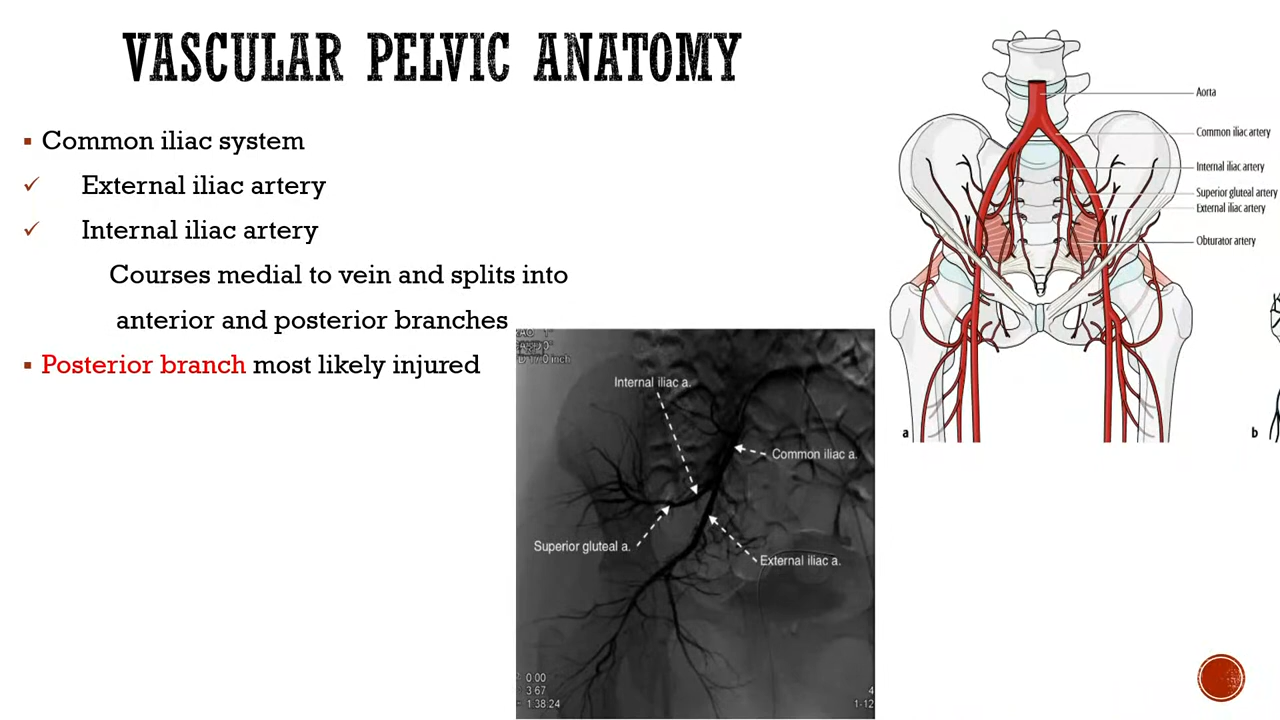 VASCULAR PELVIC ANATOMY
▪ Common iliac system
✓ External iliac artery
✓ Internal iliac artery
Courses medial to vein and splits into
anterior and posterior branches
▪ Posterior branch most likely injured
Internal iliac a.
Common iliac a.
Superior gluteal a.
External iliac a.
0.00
3.67
1:38:24
4
1-12
Aorta
Common iliac artery
Internal iliac artery
Superior gluteal artery
External iliac artery
Obturator artery
a
b